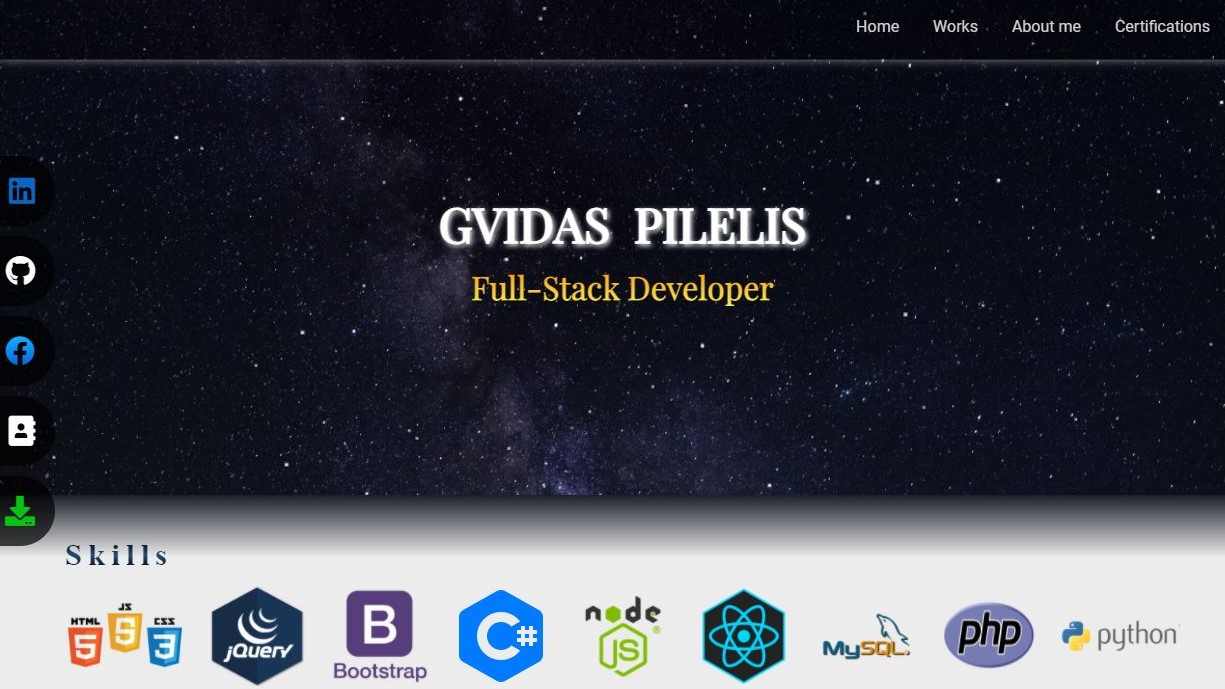 Home Works About me Certifications
GVIDAS PILELIS
Full-Stack Developer
in
f
Skills
HTML JS CSS
5 5 3
jQuery
B
Bootstrap
C#
node
JS
®
MySQL
php
python